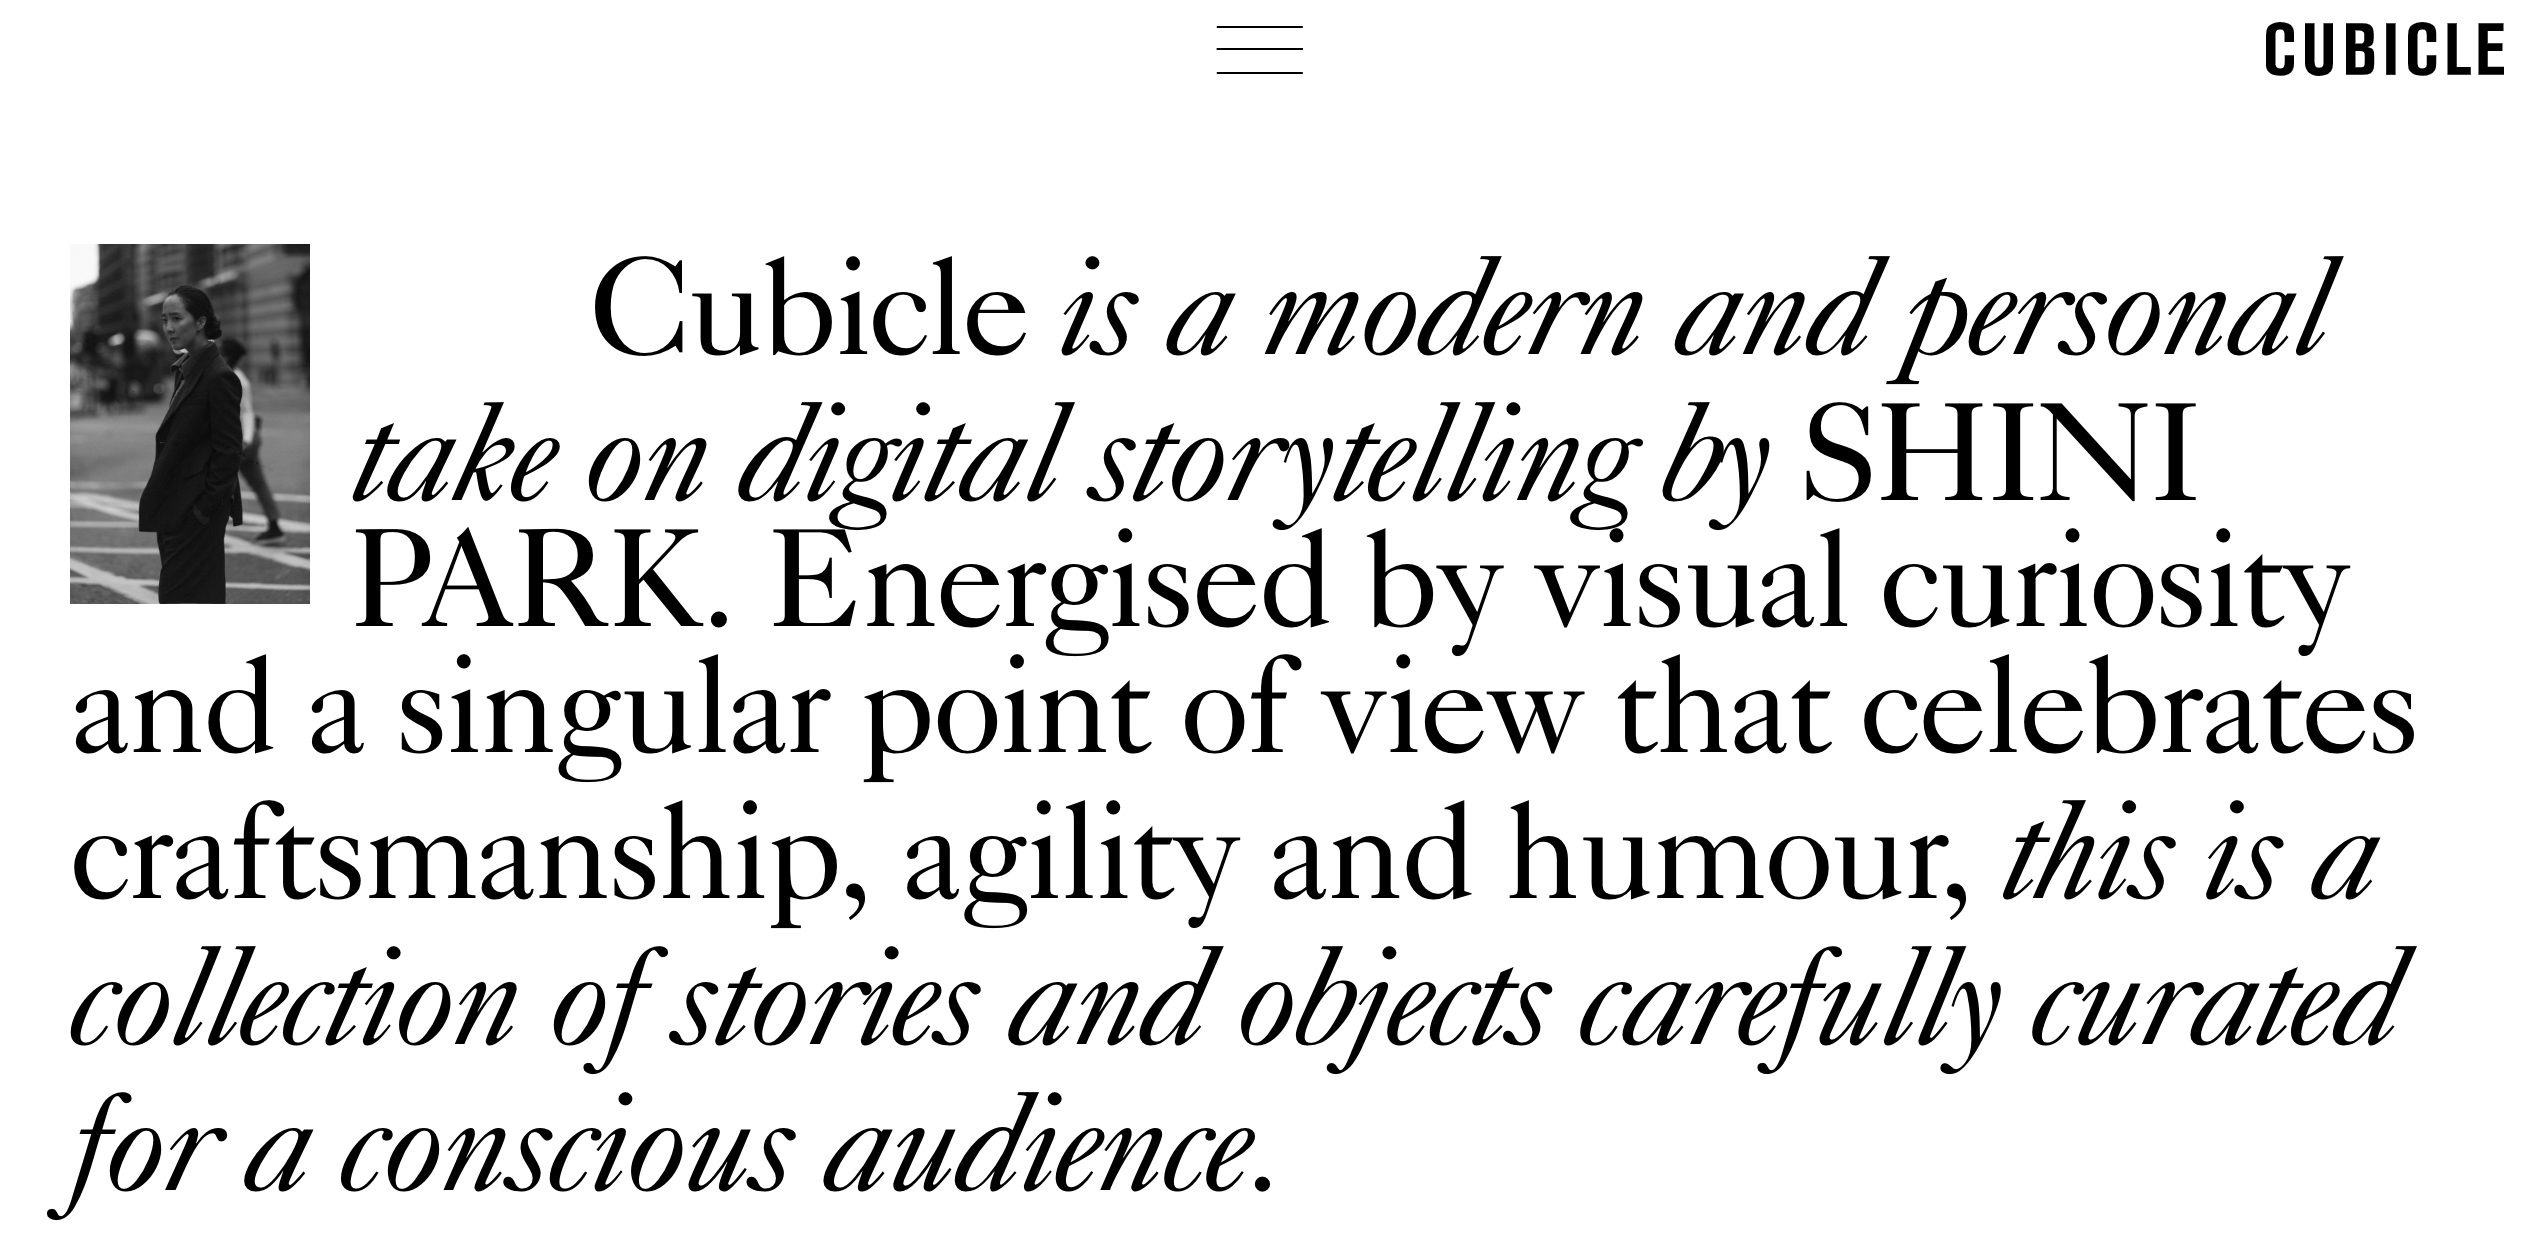 CUBICLE
Cubicle is a modern and personal
take on digital storytelling by SHINI
PARK. Energised by visual curiosity
and a singular point of view that celebrates
craftsmanship, agility and humour, this is a
collection of stories and objects carefully curated
for a conscious audience.